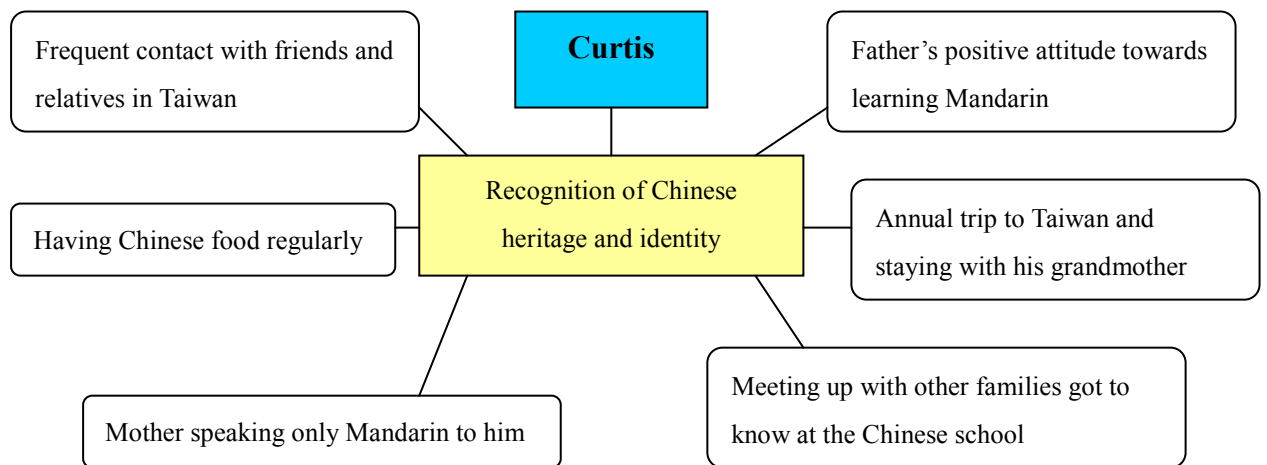 Frequent contact with friends and
relatives in Taiwan
Curtis
Father’s positive attitude towards
learning Mandarin
Recognition of Chinese
heritage and identity
Having Chinese food regularly
Annual trip to Taiwan and
staying with his grandmother
Mother speaking only Mandarin to him
Meeting up with other families got to
know at the Chinese school